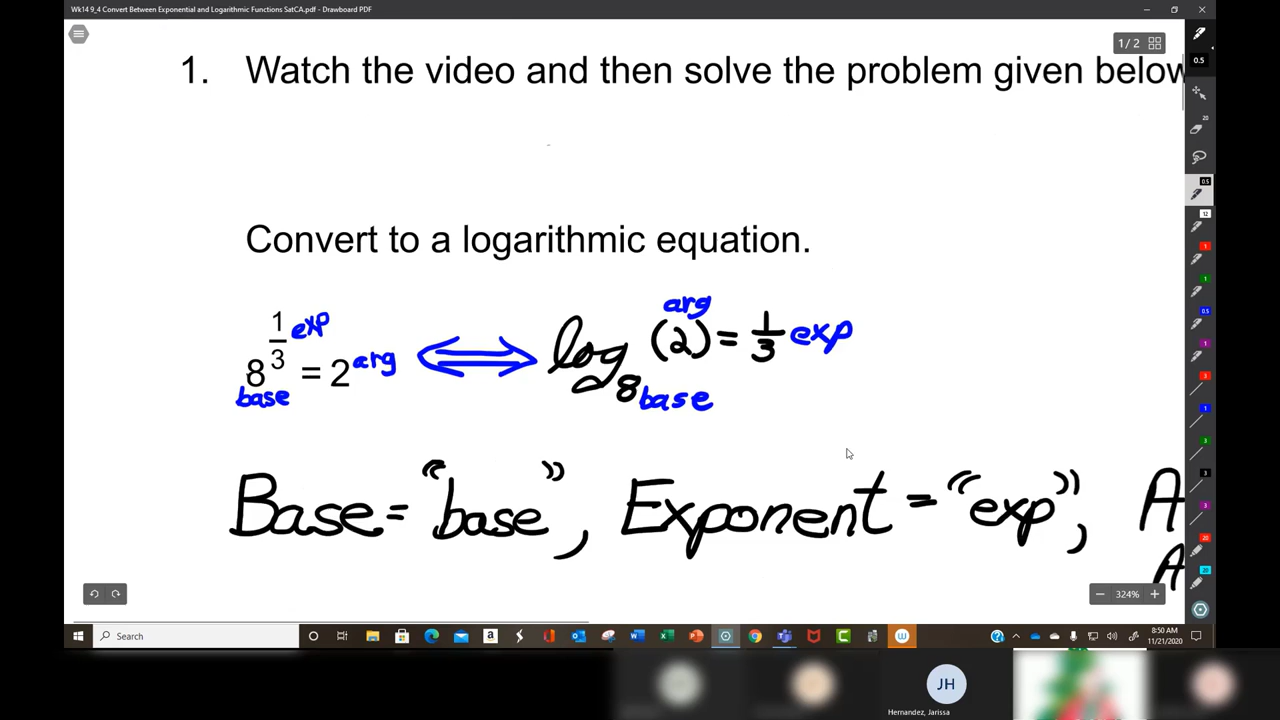 Wk14 9_4 Convert Between Exponential and Logarithmic Functions SatCA.pdf - Drawboard PDF
1 / 2
1. Watch the video and then solve the problem given below
Convert to a logarithmic equation.
8^(1/3) = 2
exp
arg
base
log_8 (2) = 1/3
arg
exp
base
Base = "base", Exponent = "exp", A
A
324%
Search
8:50 AM
11/21/2020
JH
Hernandez, Jarissa